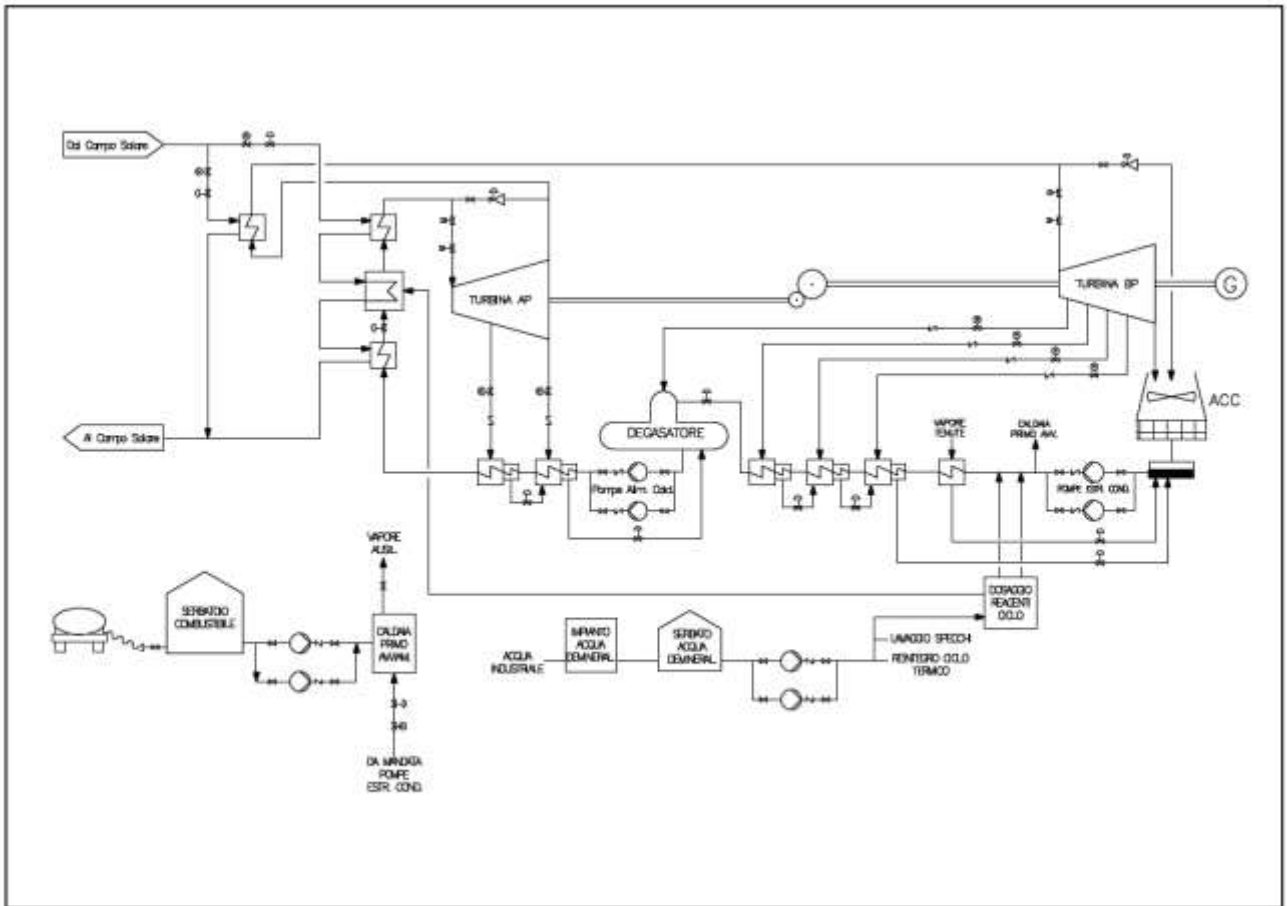 Dal Campo Solare
TURBINA AP
TURBINA BP
G
ACC
Al Campo Solare
DEGASATORE
VAPORE
TENUTE
CALDAIA
PRIMO AVV.
Pompe Alim. Cald.
POMPE ESTR. COND.
VAPORE
AUSIL.
SERBATOIO
COMBUSTIBILE
CALDAIA
PRIMO
AVVIAM.
ACQUA
INDUSTRIALE
IMPIANTO
ACQUA
DEMINERAL.
SERBATO
ACQUA
DEMINERAL.
DOSAGGIO
REAGENTI
CICLO
LAVAGGIO SPECCHI
REINTEGRO CICLO
TERMICO
DA MANDATA
POMPE
ESTR. COND.